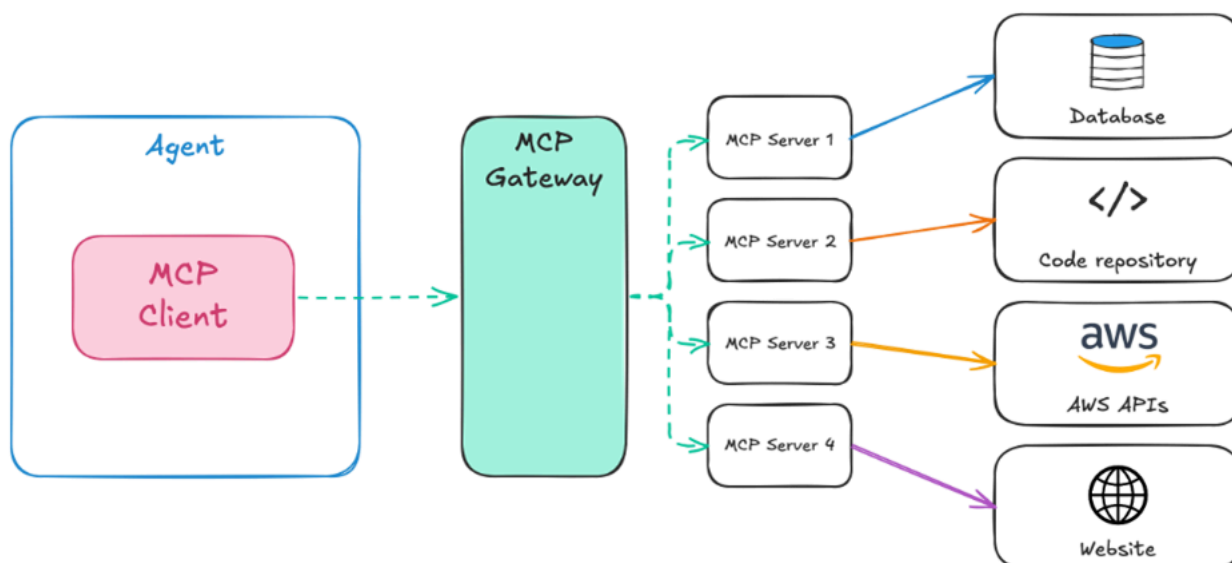 Agent
MCP
Client
MCP
Gateway
MCP Server 1
MCP Server 2
MCP Server 3
MCP Server 4
Database
</>
Code repository
aws
AWS APIs
Website